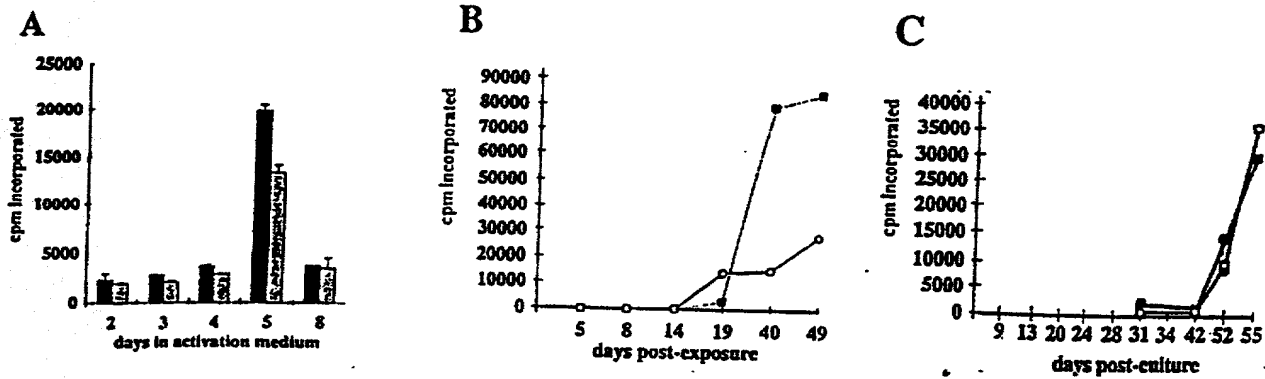 A
cpm incorporated
25000
20000
15000
10000
5000
0
2 3 4 5 8
days in activation medium
B
cpm incorporated
90000
80000
70000
60000
50000
40000
30000
20000
10000
0
5 8 14 19 40 49
days post-exposure
C
cpm incorporated
40000
35000
30000
25000
20000
15000
10000
5000
0
9 13 20 24 28 31 34 42 52 55
days post-culture